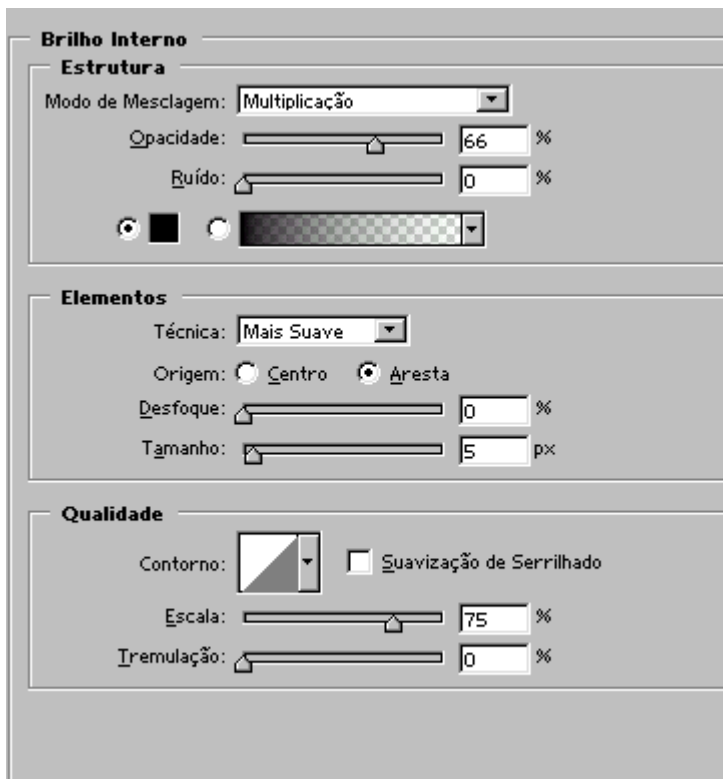 Brilho Interno
Estrutura
Modo de Mesclagem: Multiplicação
Opacidade: 66 %
Ruído: 0 %
Elementos
Técnica: Mais Suave
Origem: Centro Aresta
Desfoque: 0 %
Tamanho: 5 px
Qualidade
Contorno: Suavização de Serrilhado
Escala: 75 %
Tremulação: 0 %